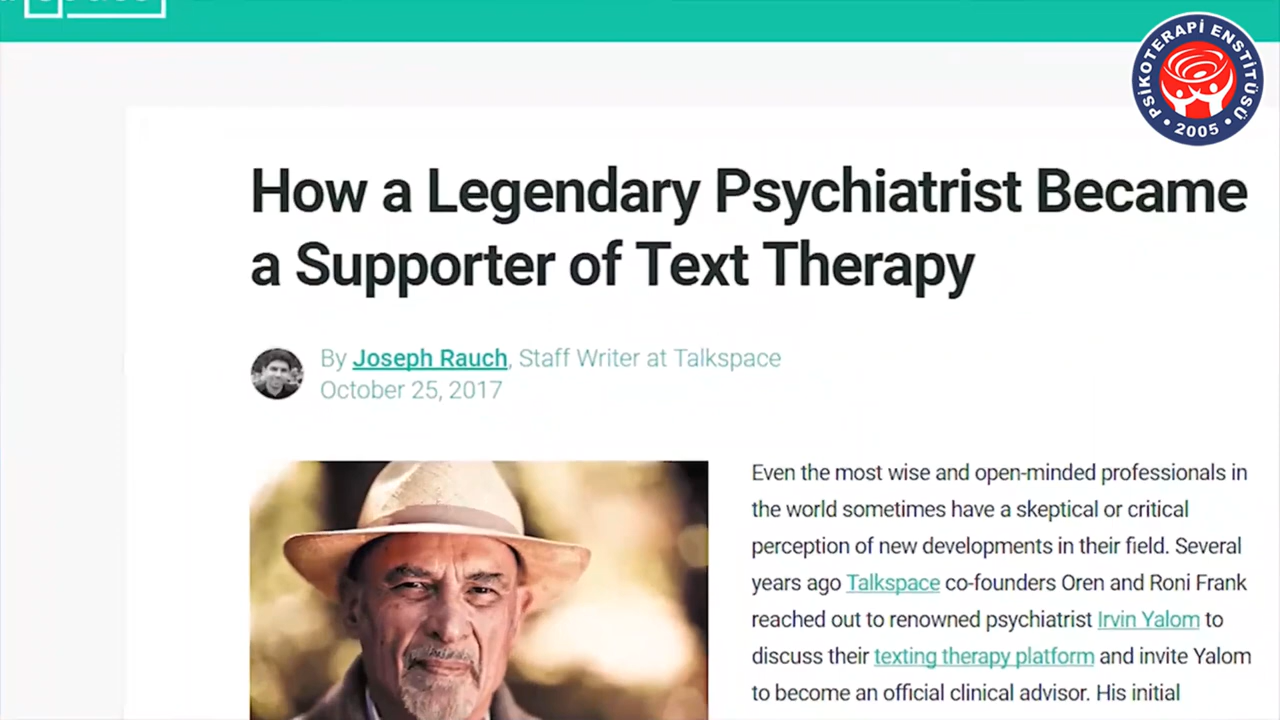 PSİKOTERAPİ ENSTİTÜSÜ
• 2005 •
How a Legendary Psychiatrist Became
a Supporter of Text Therapy
By Joseph Rauch, Staff Writer at Talkspace
October 25, 2017
Even the most wise and open-minded professionals in
the world sometimes have a skeptical or critical
perception of new developments in their field. Several
years ago Talkspace co-founders Oren and Roni Frank
reached out to renowned psychiatrist Irvin Yalom to
discuss their texting therapy platform and invite Yalom
to become an official clinical advisor. His initial